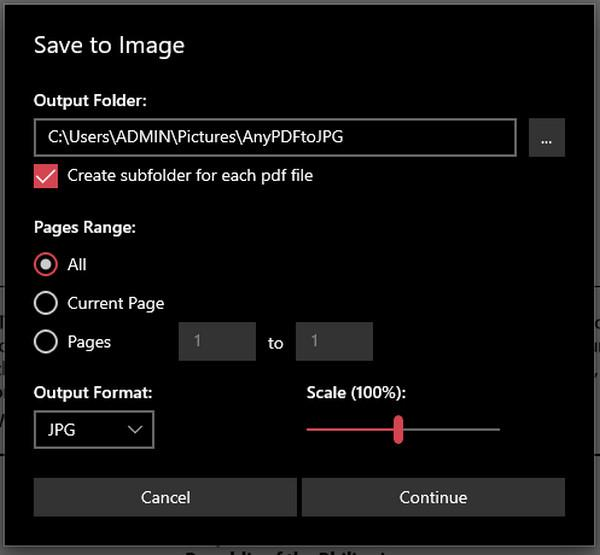 Save to Image
Output Folder:
C:\Users\ADMIN\Pictures\AnyPDFtoJPG
...
Create subfolder for each pdf file
Pages Range:
All
Current Page
Pages 1 to 1
Output Format: Scale (100%):
JPG
Cancel Continue